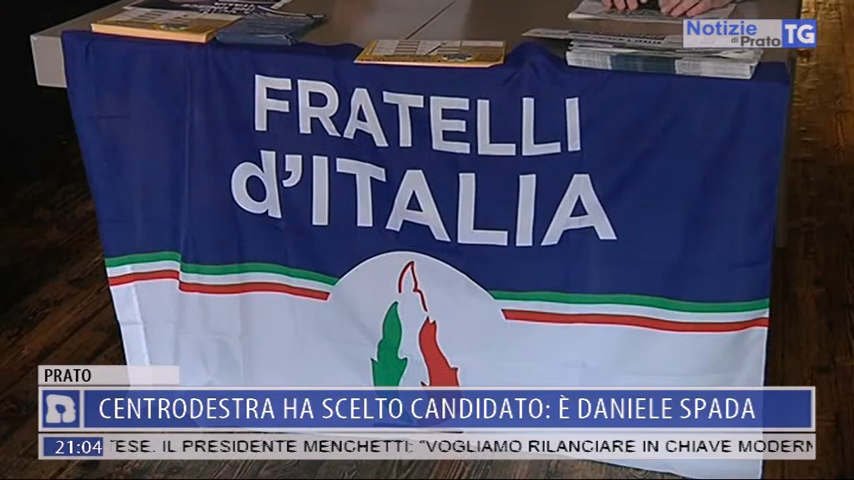 Notizie
di Prato TG
FRATELLI
d'ITALIA
PRATO
CENTRODESTRA HA SCELTO CANDIDATO: È DANIELE SPADA
21:04 TESE. IL PRESIDENTE MENCHETTI: "VOGLIAMO RILANCIARE IN CHIAVE MODERN